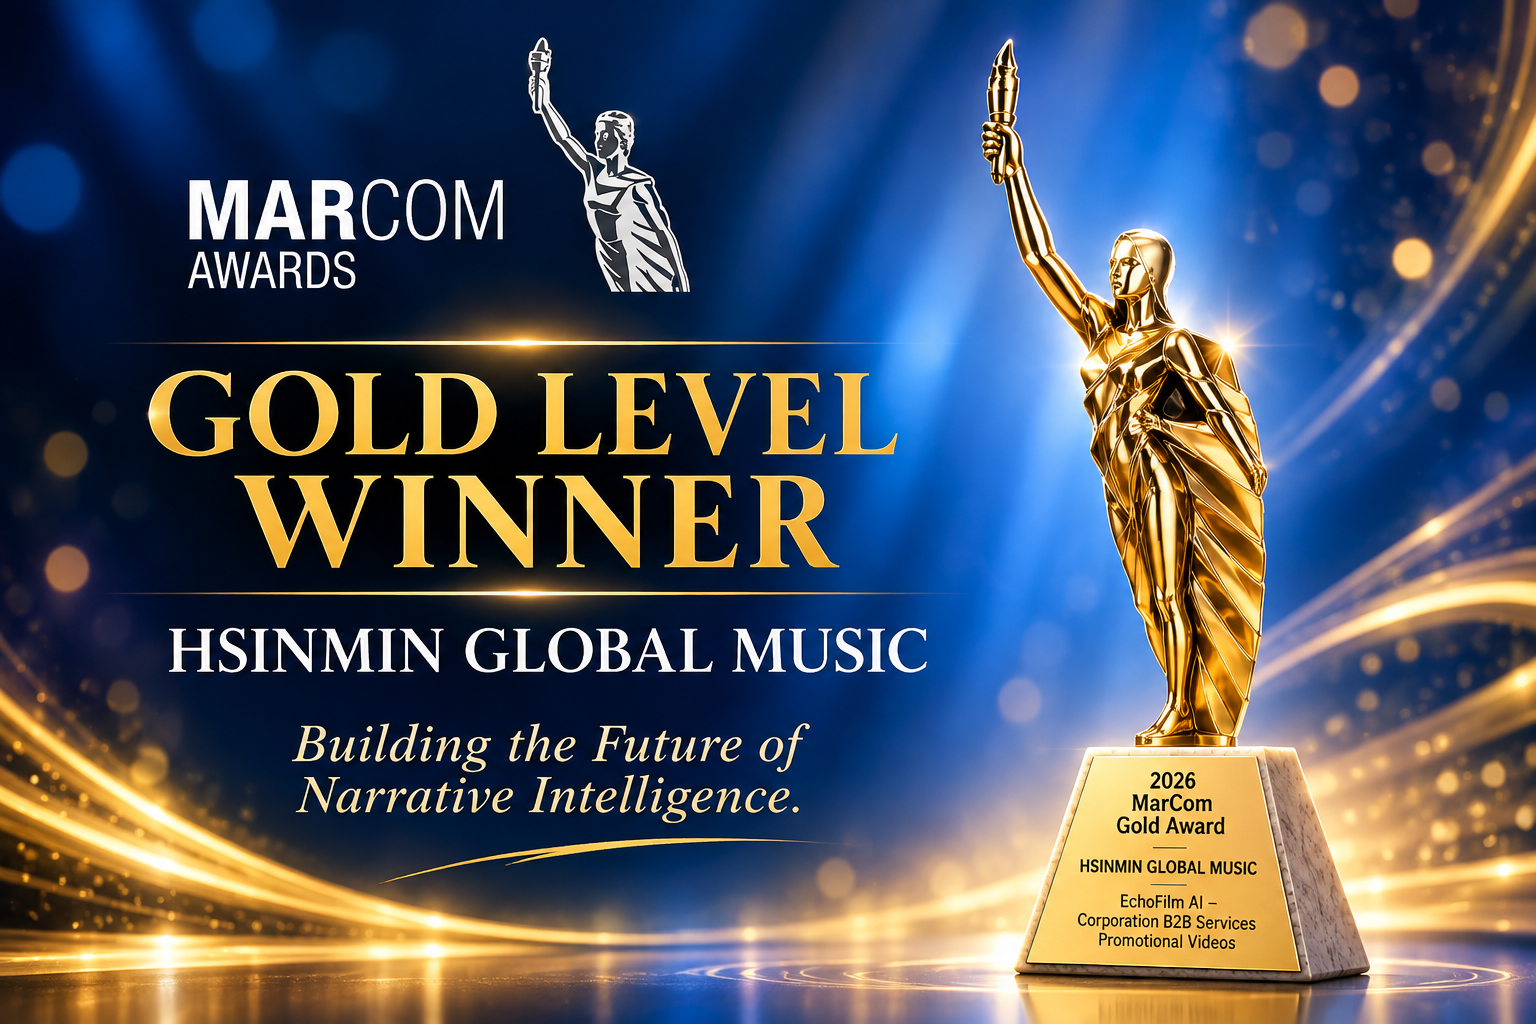 MARCOM
AWARDS
GOLD LEVEL
WINNER
HSINMIN GLOBAL MUSIC
Building the Future of
Narrative Intelligence.
2026
MarCom
Gold Award
HSINMIN GLOBAL MUSIC
EchoFilm AI –
Corporation B2B Services
Promotional Videos